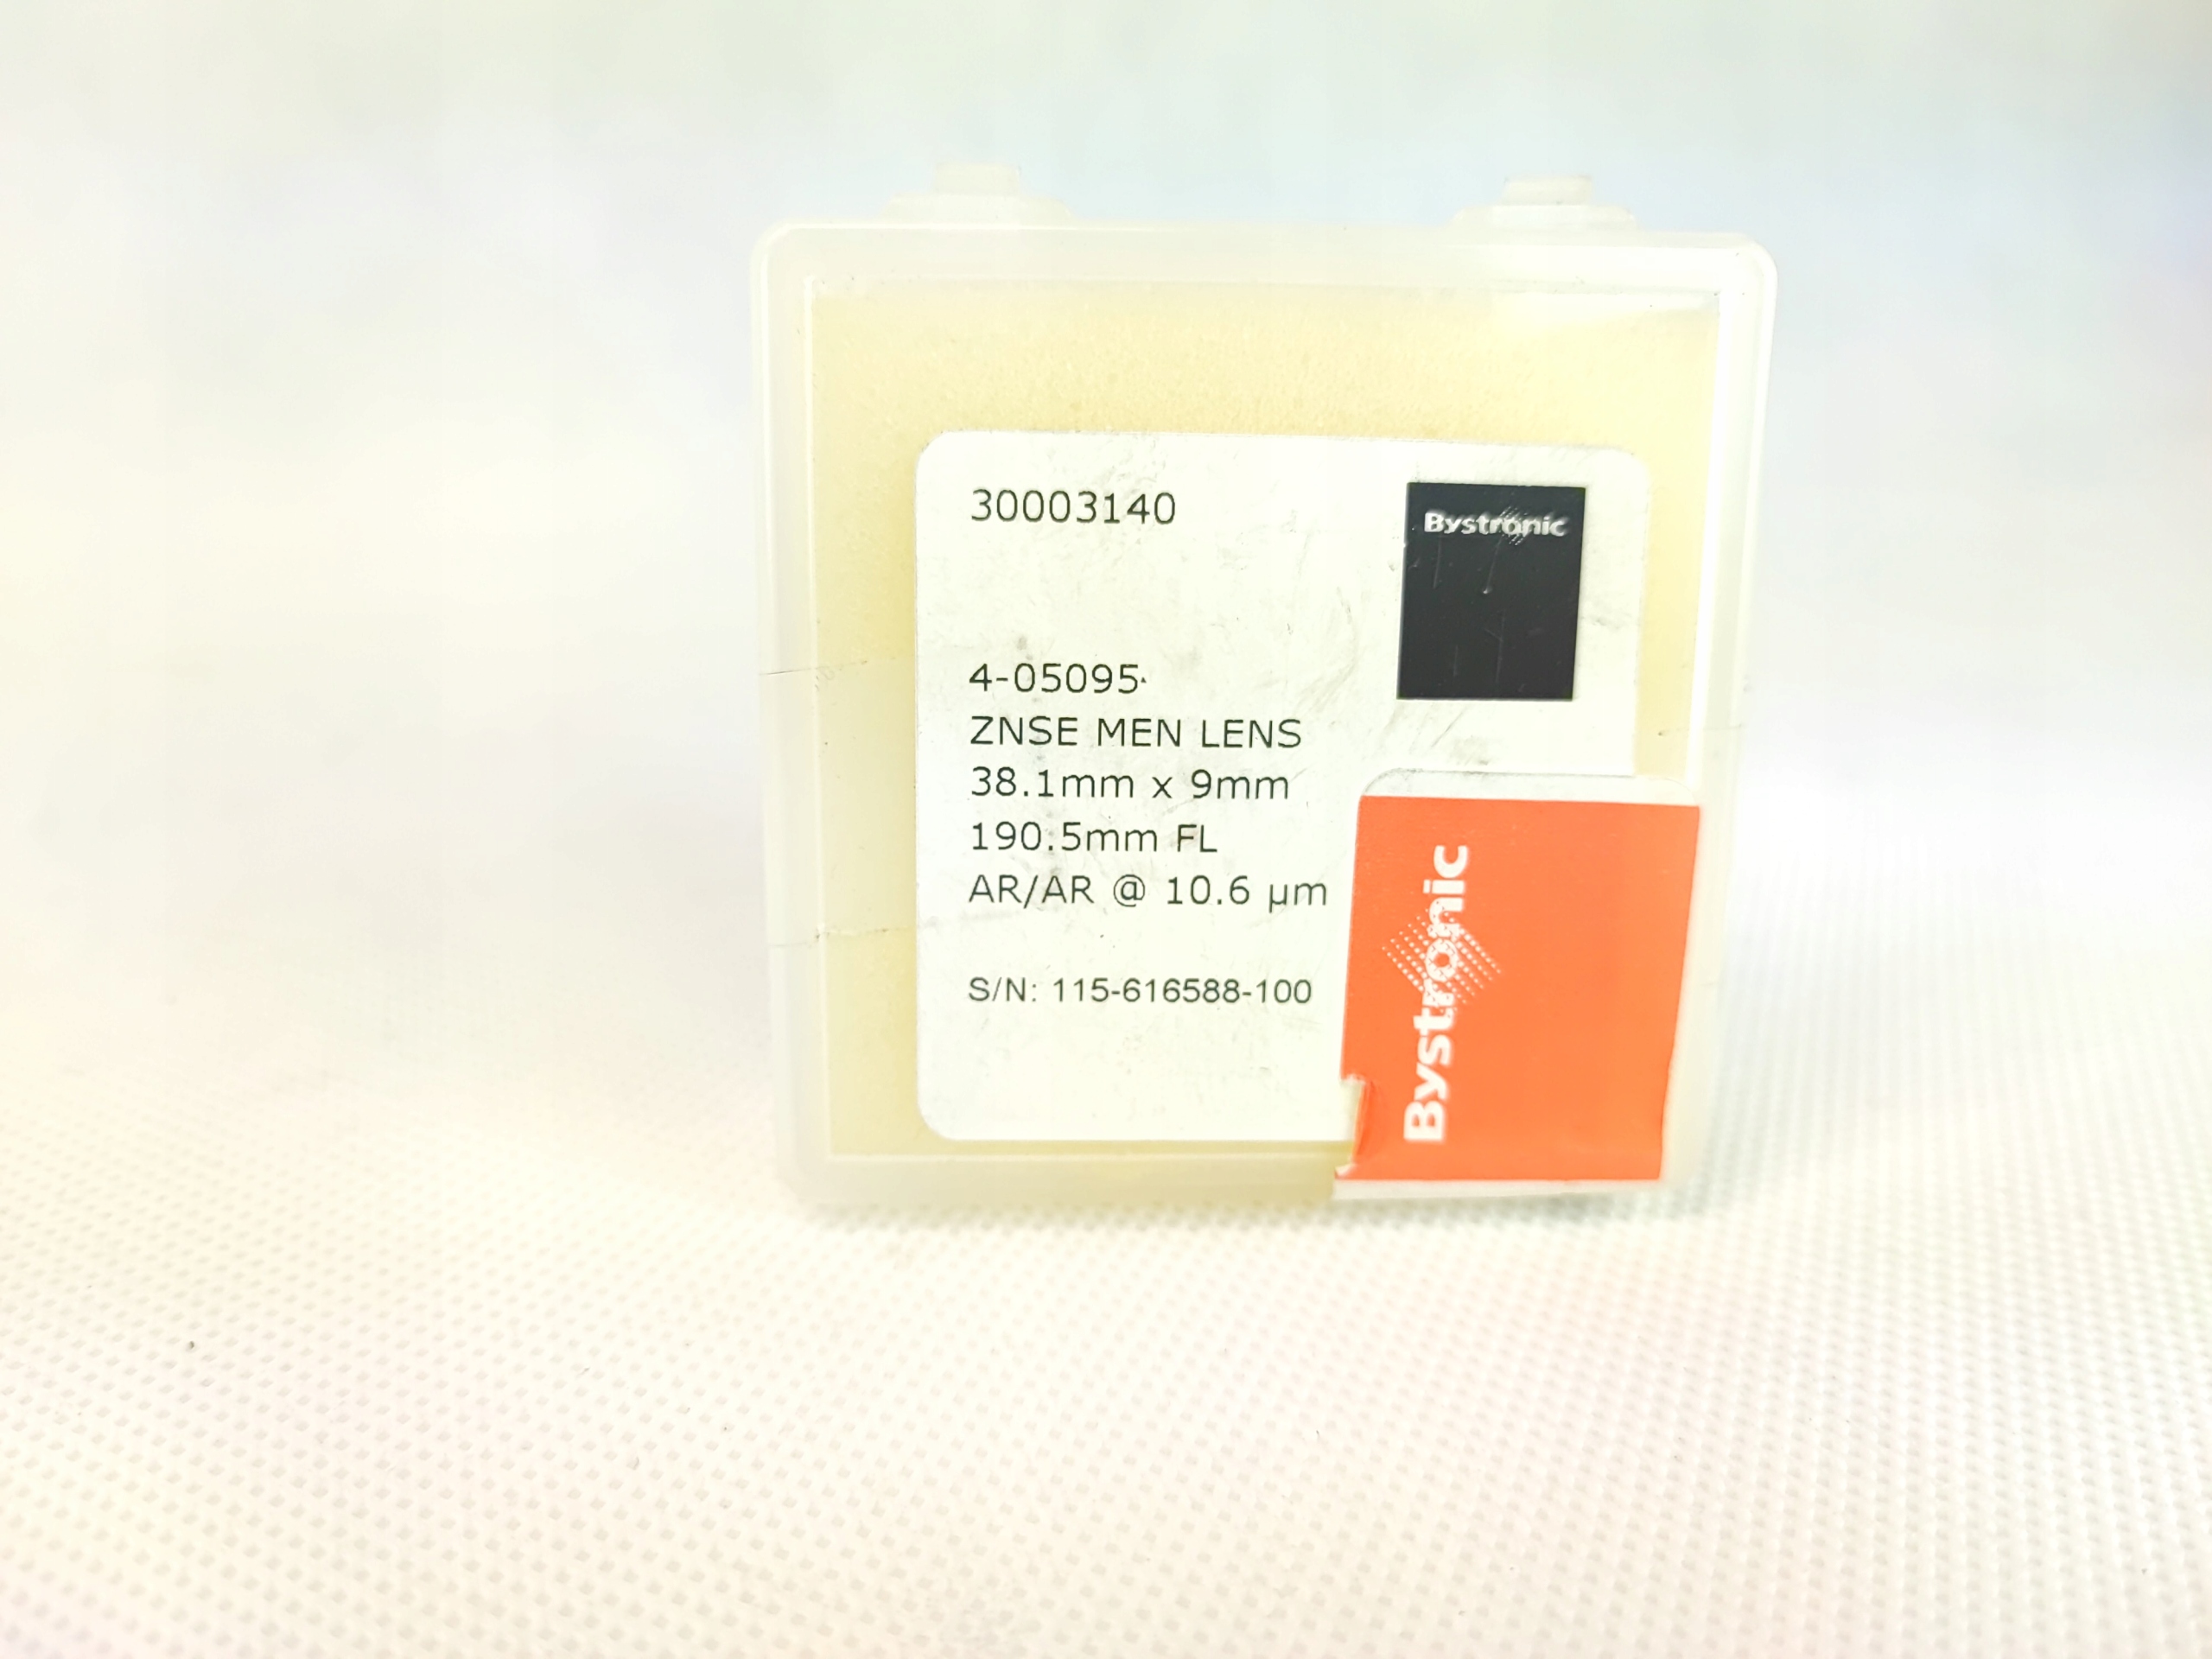 30003140
Bystronic
4-05095
ZNSE MEN LENS
38.1mm x 9mm
190.5mm FL
AR/AR @ 10.6 µm
S/N: 115-616588-100
Bystronic